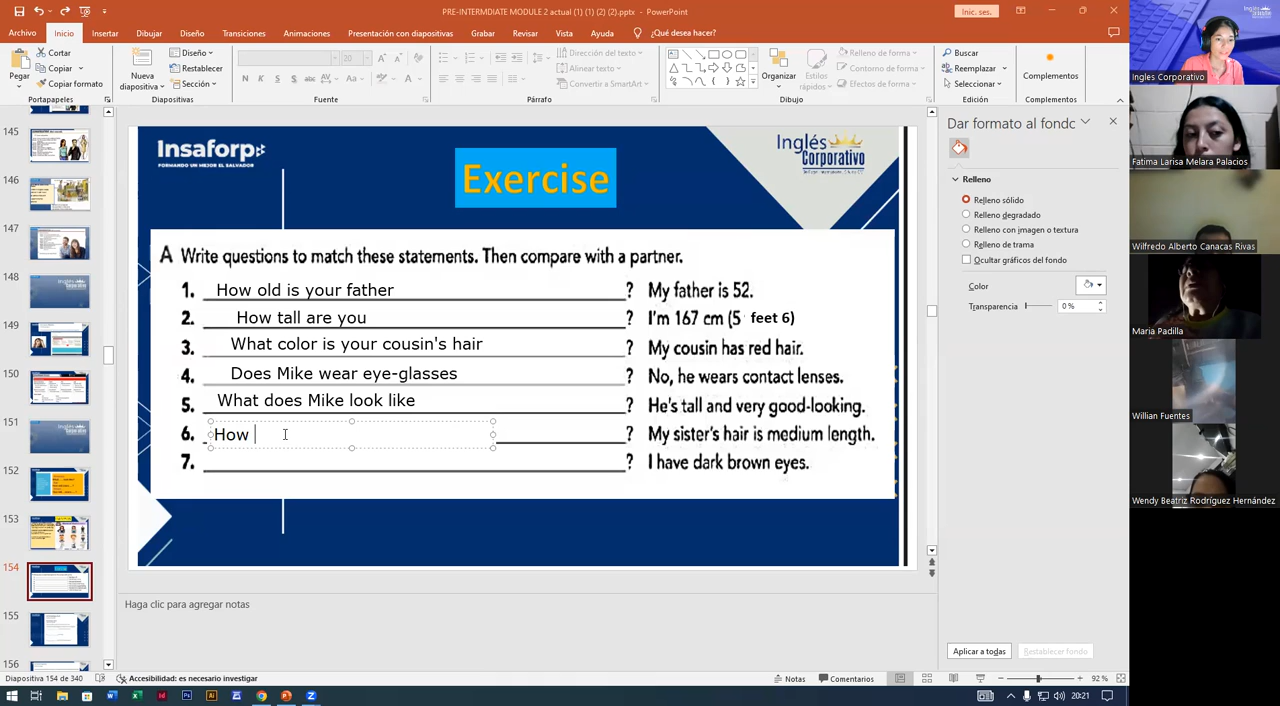 PRE-INTERMDIATE MODULE 2 actual (1) (1) (2) (2).pptx - PowerPoint
Inic. ses.
Archivo Inicio Insertar Dibujar Diseño Transiciones Animaciones Presentación con diapositivas Grabar Revisar Vista Ayuda ¿Qué desea hacer?
Pegar
Cortar
Copiar
Copiar formato
Portapapeles
Nueva diapositiva
Diseño
Restablecer
Sección
Diapositivas
20
N K S S abc AV Aa A
Fuente
Dirección del texto
Alinear texto
Convertir a SmartArt
Párrafo
Organizar
Estilos rápidos
Relleno de forma
Contorno de forma
Efectos de forma
Dibujo
Buscar
Reemplazar
Seleccionar
Edición
Complementos
Complementos
145
146
147
148
149
150
151
152
153
154
155
156
Insaforp
FORMANDO UN MEJOR EL SALVADOR
Exercise
Inglés Corporativo
A Write questions to match these statements. Then compare with a partner.
1. How old is your father ? My father is 52.
2. How tall are you ? I'm 167 cm (5 feet 6)
3. What color is your cousin's hair ? My cousin has red hair.
4. Does Mike wear eye-glasses ? No, he wears contact lenses.
5. What does Mike look like ? He's tall and very good-looking.
6. How ? My sister's hair is medium length.
7. ? I have dark brown eyes.
Haga clic para agregar notas
Dar formato al fondo
Relleno
Relleno sólido
Relleno degradado
Relleno con imagen o textura
Relleno de trama
Ocultar gráficos del fondo
Color
Transparencia 0 %
Aplicar a todas
Restablecer fondo
Ingles Corporativo
Fatima Larisa Melara Palacios
Wilfredo Alberto Canacas Rivas
Maria Padilla
Willian Fuentes
Wendy Beatriz Rodríguez Hernández
Diapositiva 154 de 340 Accesibilidad: es necesario investigar Notas Comentarios 92 %
20:21